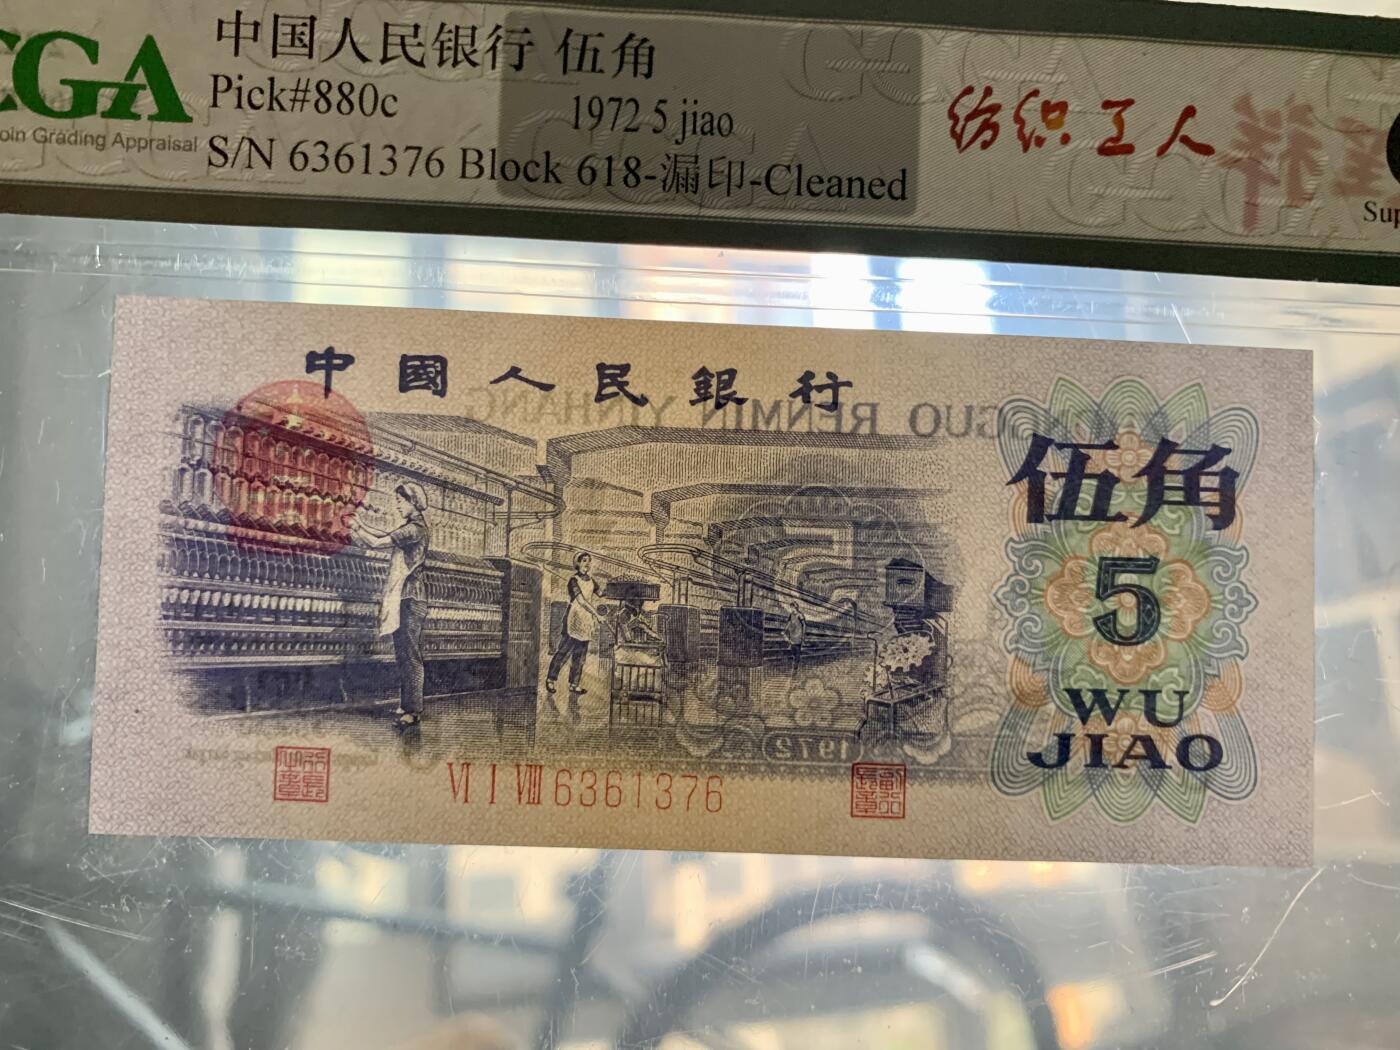 CGA
oin Grading Appraisal
中国人民银行 伍角
Pick#880c
1972 5 jiao
S/N 6361376 Block 618-漏印-Cleaned
纺织工人
Sup
中國人民銀行
GUO RENMIN YINHANG
伍角
5
WU
JIAO
1972
VI I VIII 6361376